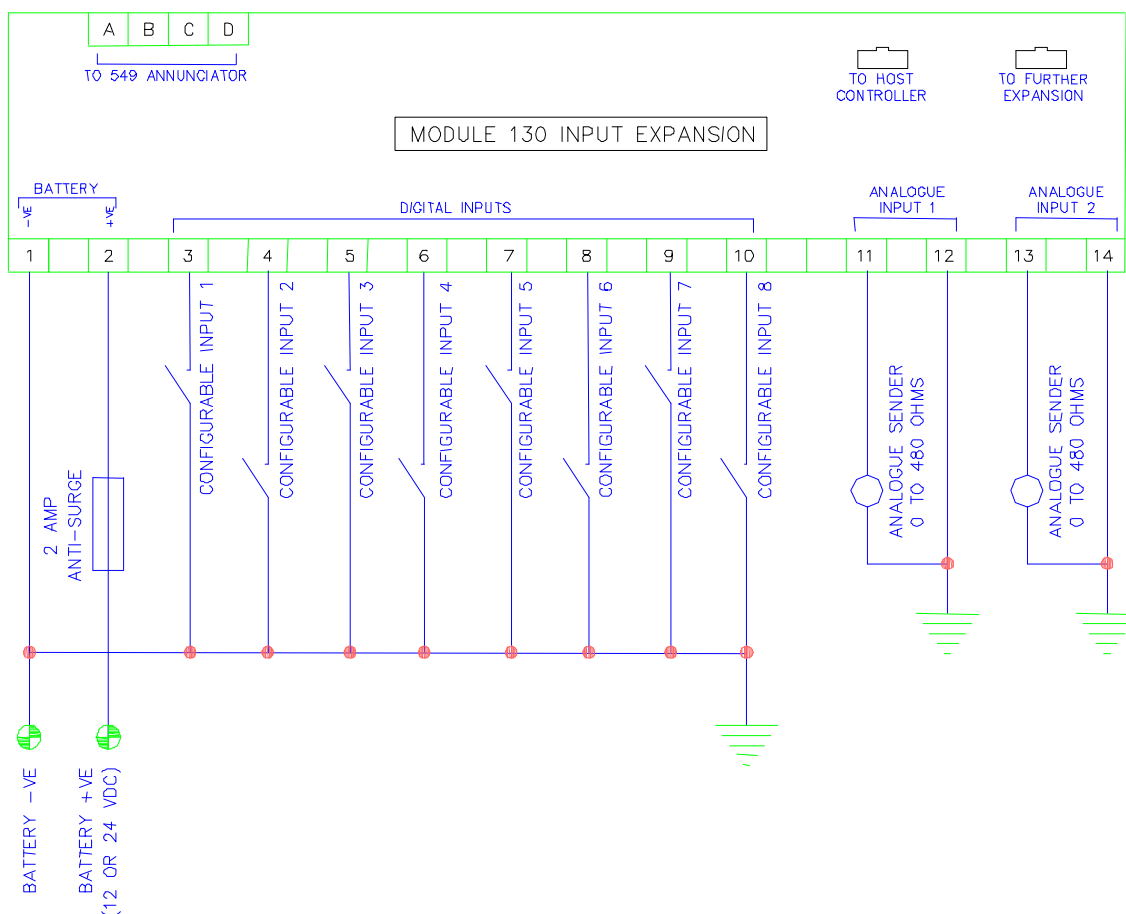 A B C D
TO 549 ANNUNCIATOR
TO HOST
CONTROLLER
TO FURTHER
EXPANSION
MODULE 130 INPUT EXPANSION
BATTERY
-VE
+VE
DIGITAL INPUTS
ANALOGUE
INPUT 1
ANALOGUE
INPUT 2
1 2 3 4 5 6 7 8 9 10 11 12 13 14
CONFIGURABLE INPUT 1
CONFIGURABLE INPUT 2
CONFIGURABLE INPUT 3
CONFIGURABLE INPUT 4
CONFIGURABLE INPUT 5
CONFIGURABLE INPUT 6
CONFIGURABLE INPUT 7
CONFIGURABLE INPUT 8
ANALOGUE SENDER
0 TO 480 OHMS
ANALOGUE SENDER
0 TO 480 OHMS
2 AMP
ANTI-SURGE
BATTERY -VE
BATTERY +VE
(12 OR 24 VDC)